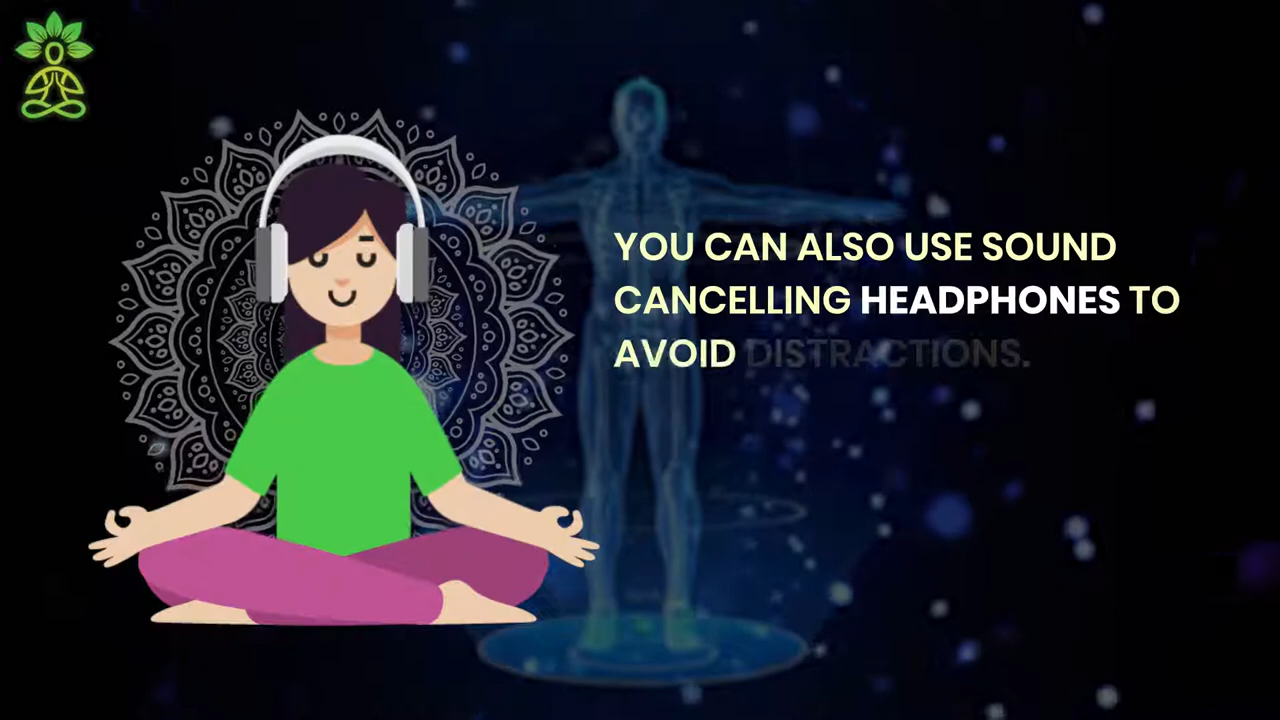 YOU CAN ALSO USE SOUND
CANCELLING HEADPHONES TO
AVOID DISTRACTIONS.